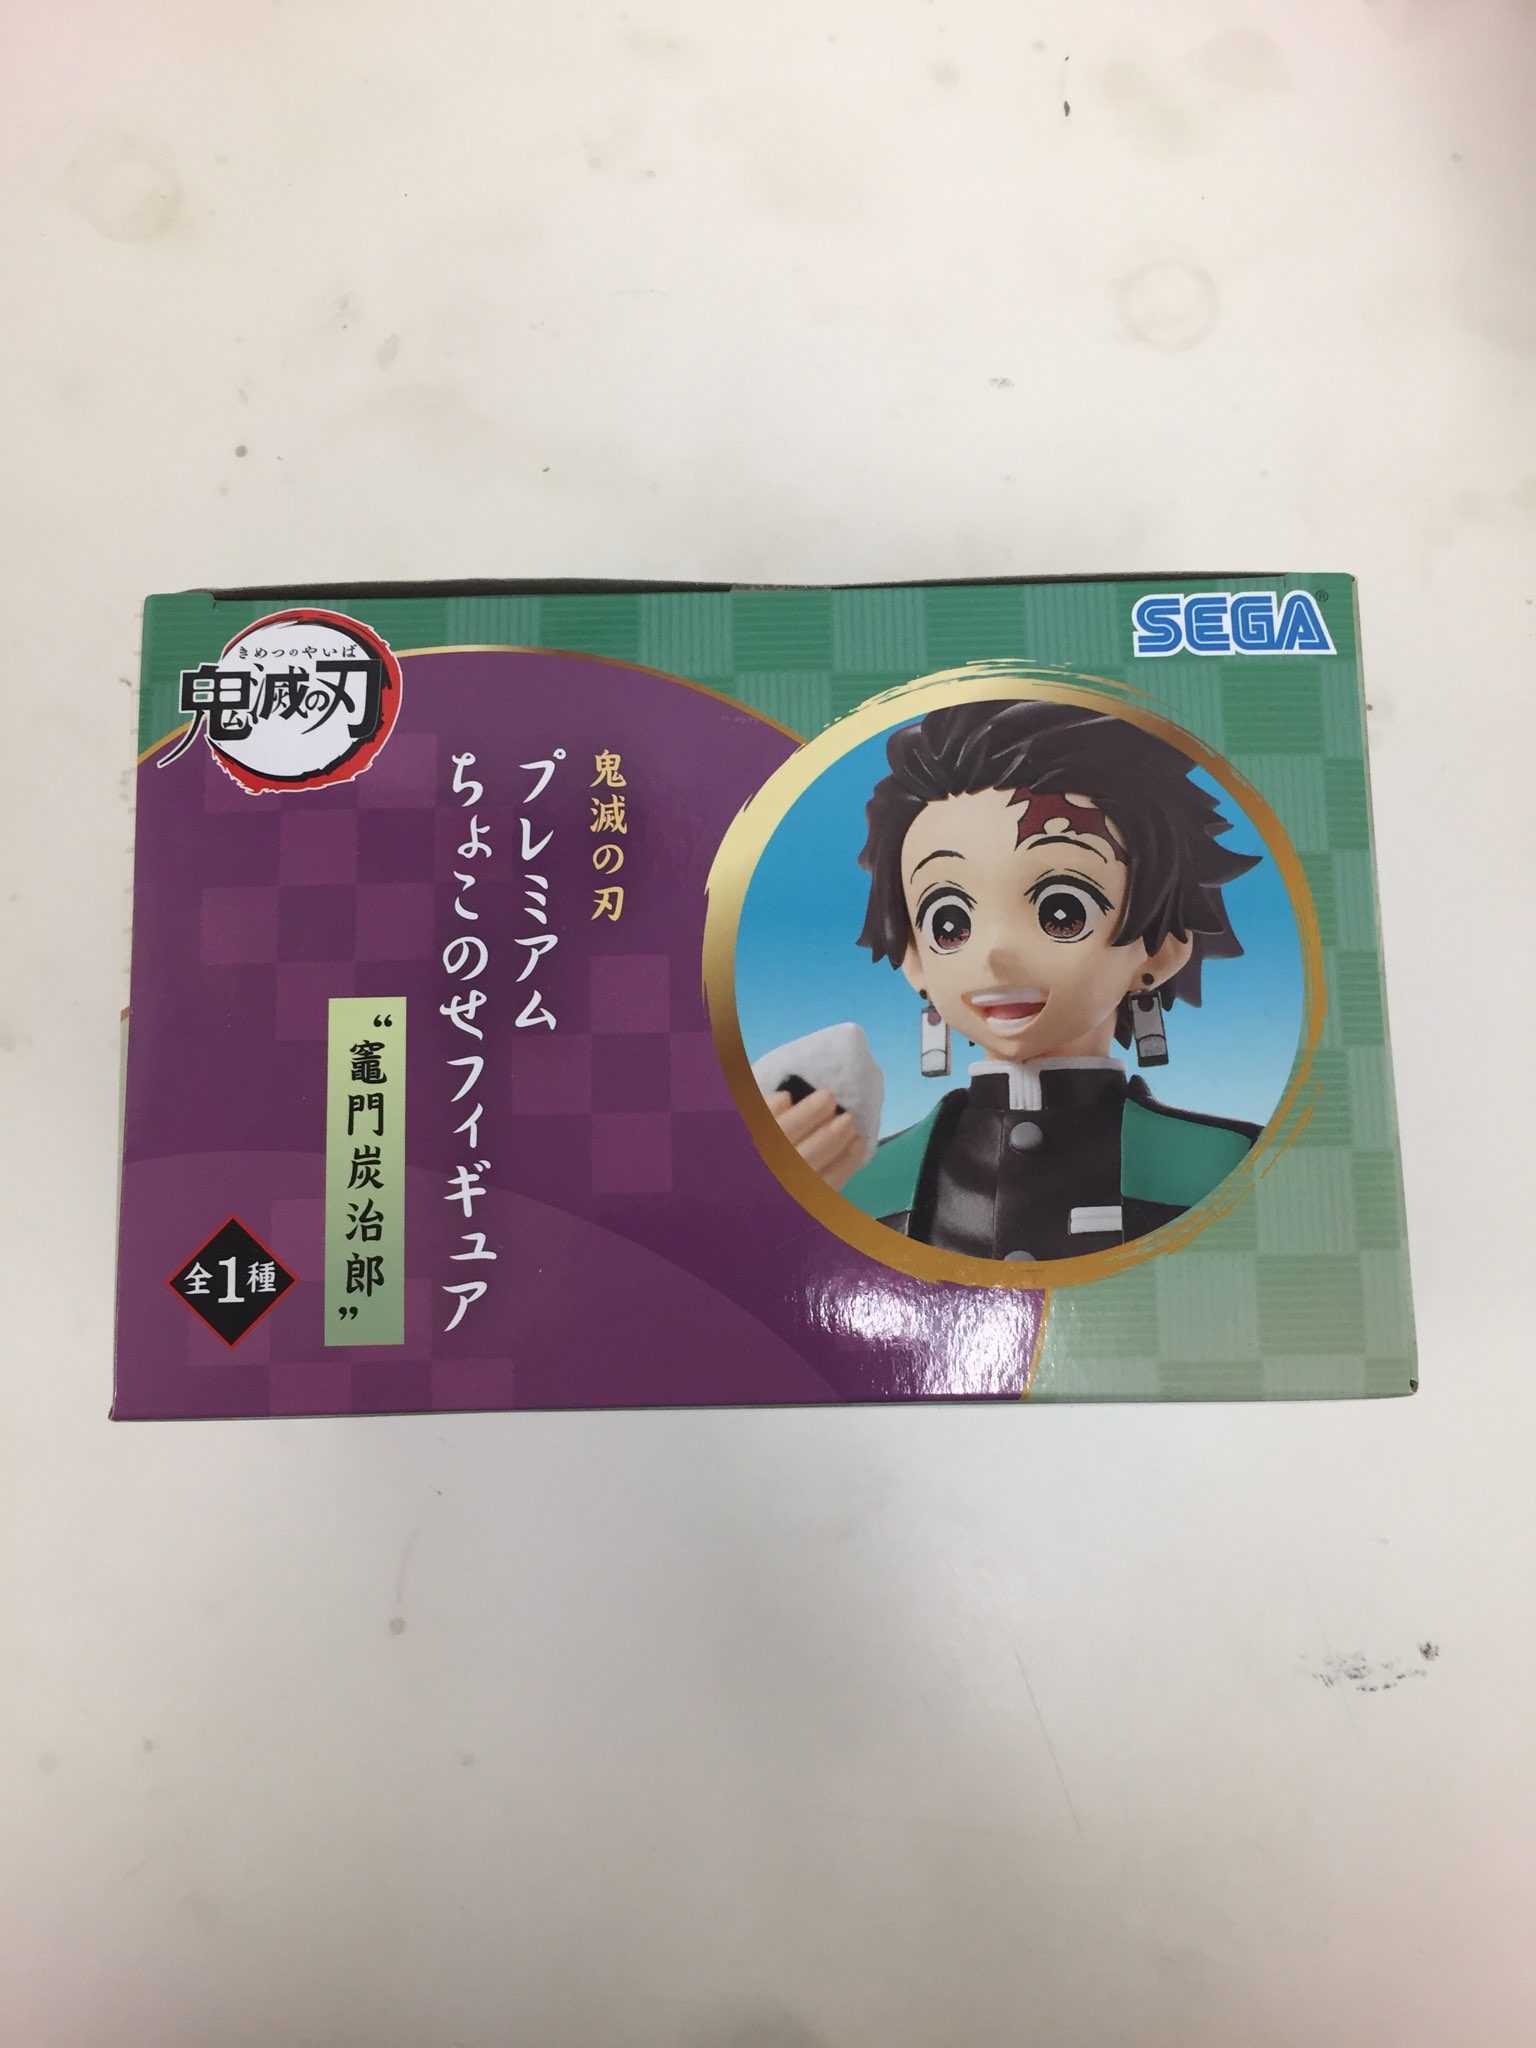 きめつのやいば
鬼滅の刃
SEGA®
鬼滅の刃
プレミアム
ちょこのせフィギュア
“竈門炭治郎”
全1種